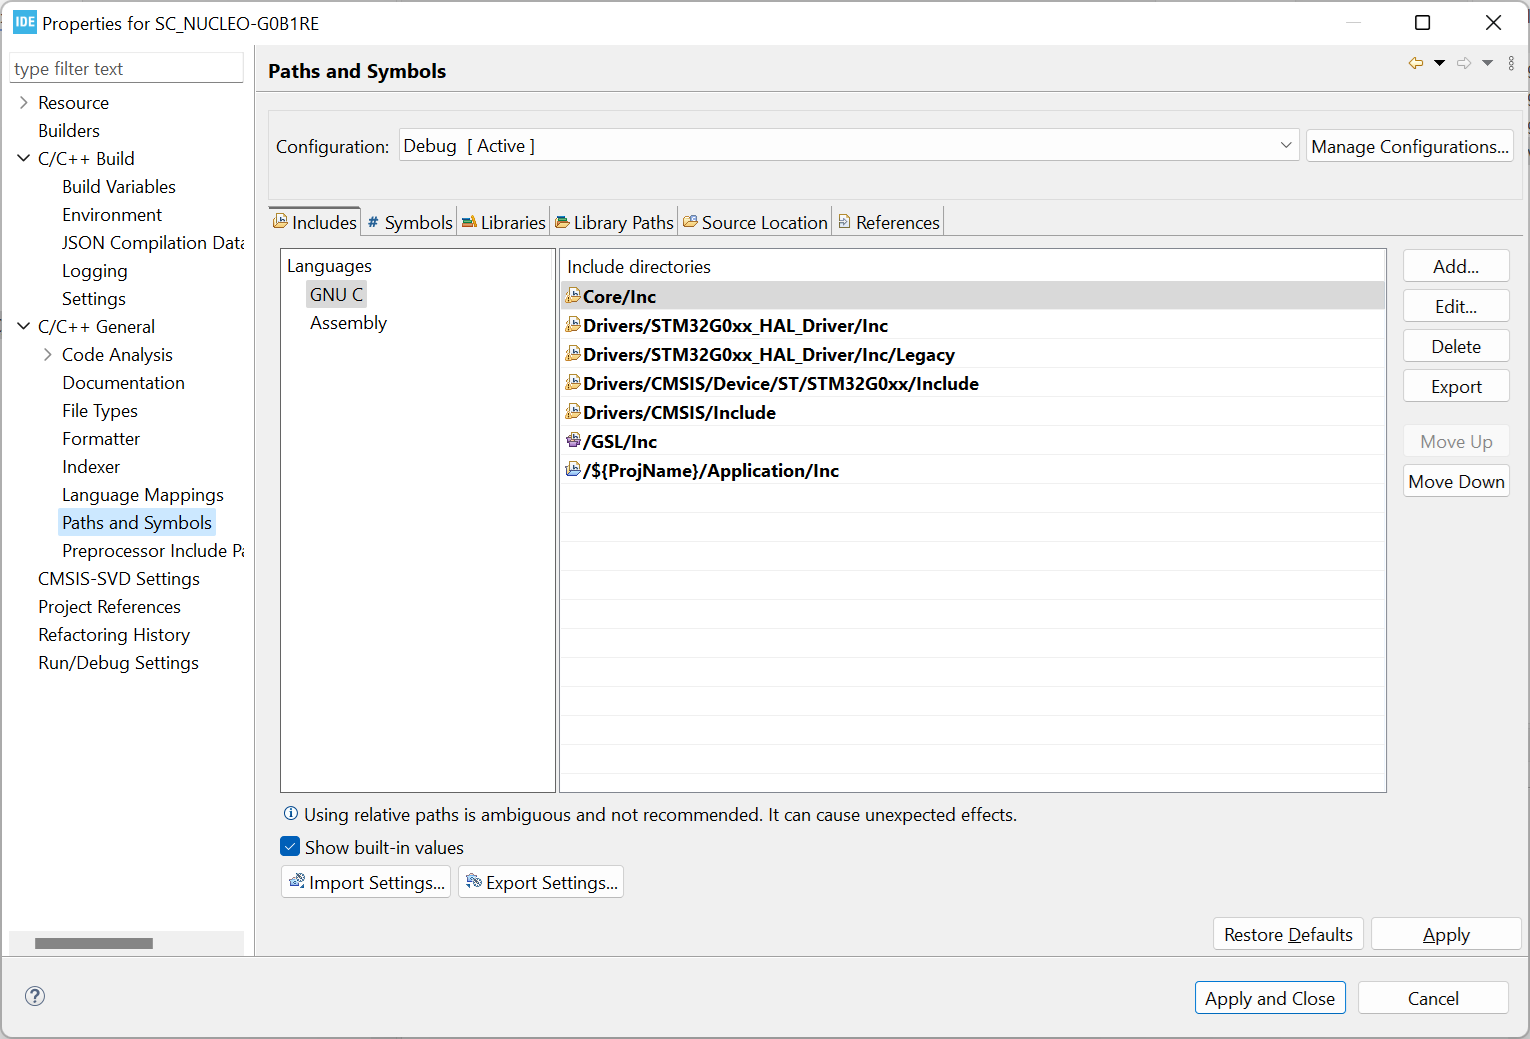 IDE Properties for SC_NUCLEO-G0B1RE
type filter text
Resource
Builders
C/C++ Build
Build Variables
Environment
JSON Compilation Data
Logging
Settings
C/C++ General
Code Analysis
Documentation
File Types
Formatter
Indexer
Language Mappings
Paths and Symbols
Preprocessor Include Pa
CMSIS-SVD Settings
Project References
Refactoring History
Run/Debug Settings
Paths and Symbols
Configuration: Debug [ Active ] Manage Configurations...
Includes # Symbols Libraries Library Paths Source Location References
Languages
GNU C
Assembly
Include directories
Core/Inc
Drivers/STM32G0xx_HAL_Driver/Inc
Drivers/STM32G0xx_HAL_Driver/Inc/Legacy
Drivers/CMSIS/Device/ST/STM32G0xx/Include
Drivers/CMSIS/Include
/GSL/Inc
/${ProjName}/Application/Inc
Add...
Edit...
Delete
Export
Move Up
Move Down
Using relative paths is ambiguous and not recommended. It can cause unexpected effects.
Show built-in values
Import Settings... Export Settings...
Restore Defaults Apply
? Apply and Close Cancel